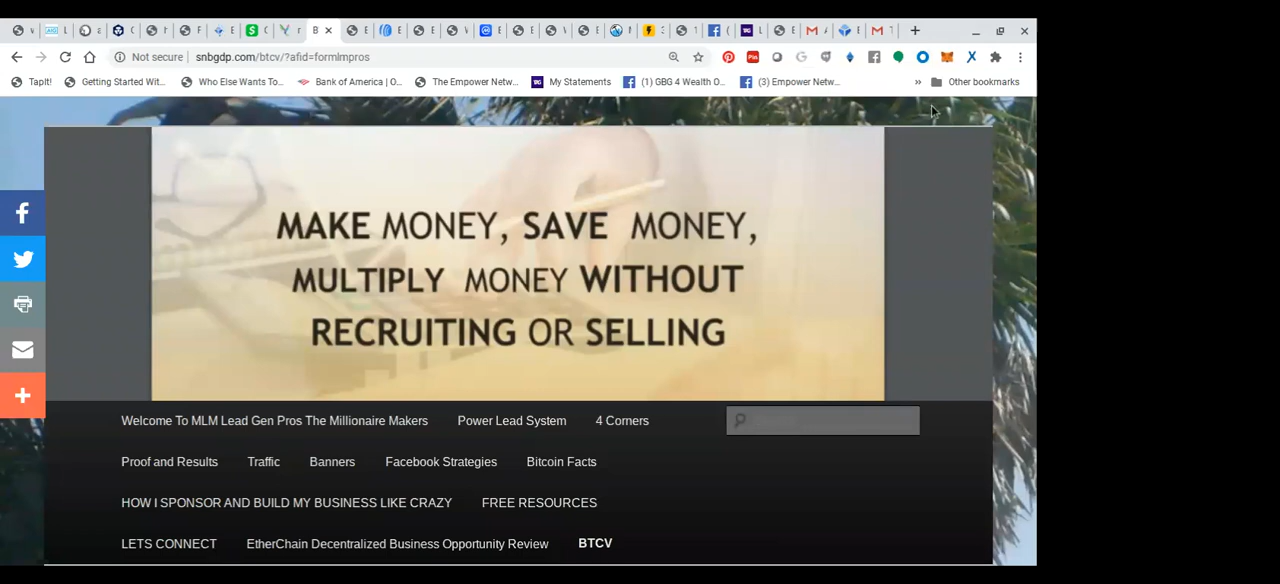 Not secure snbgdp.com/btcv/?afid=formlmpros
TapIt! Getting Started Wit... Who Else Wants To... Bank of America | O... The Empower Netw... My Statements (1) GBG 4 Wealth O... (3) Empower Netw... » Other bookmarks
MAKE MONEY, SAVE MONEY,
MULTIPLY MONEY WITHOUT
RECRUITING OR SELLING
Welcome To MLM Lead Gen Pros The Millionaire Makers Power Lead System 4 Corners
Proof and Results Traffic Banners Facebook Strategies Bitcoin Facts
HOW I SPONSOR AND BUILD MY BUSINESS LIKE CRAZY FREE RESOURCES
LETS CONNECT EtherChain Decentralized Business Opportunity Review BTCV